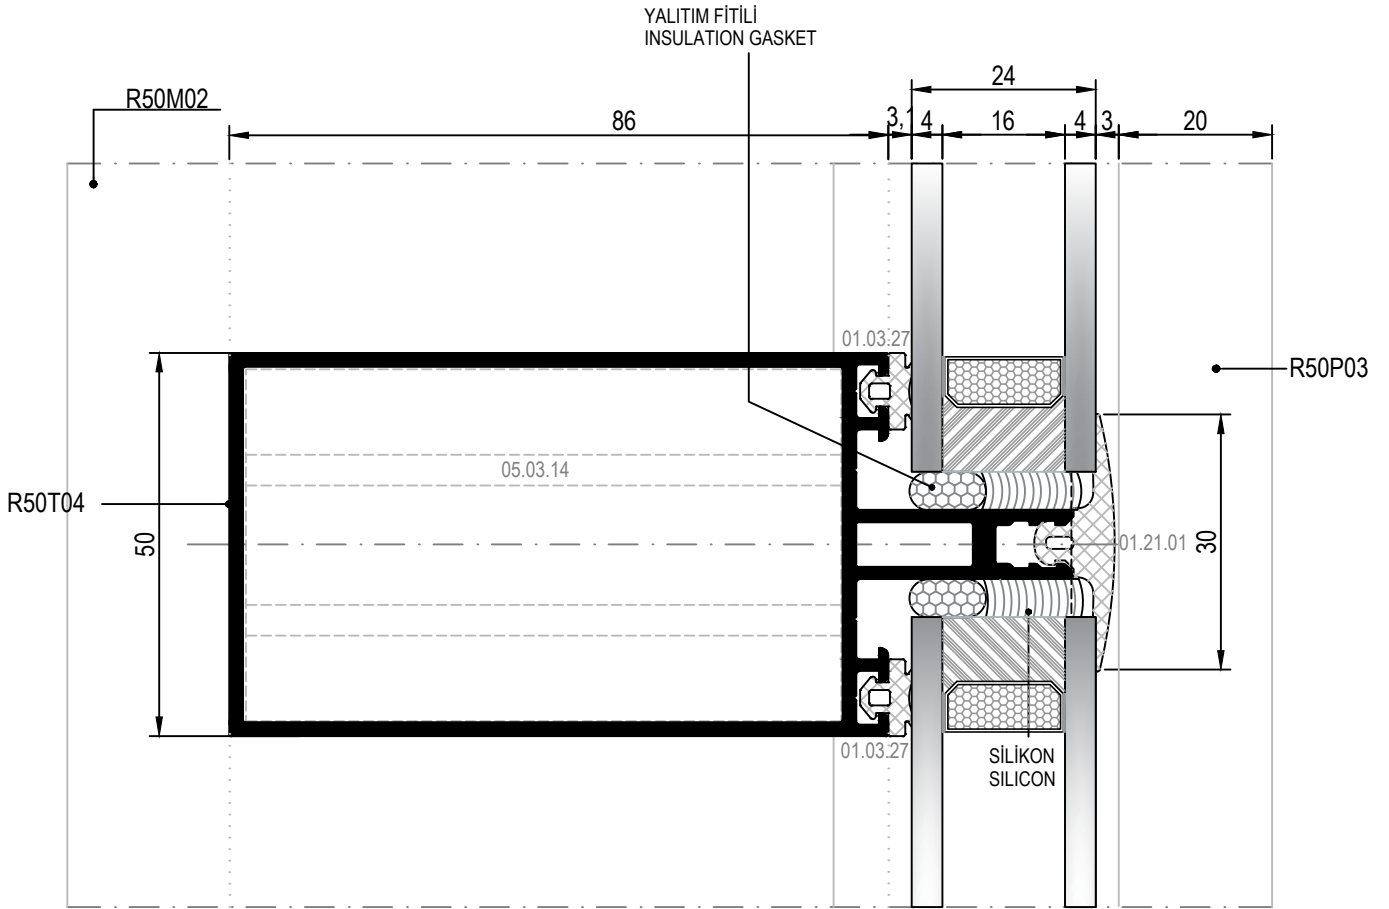 YALITIM FİTİLİ
INSULATION GASKET
24
R50M02
86
3,1
4
16
4
3
20
01.03.27
R50P03
05.03.14
R50T04
50
01.21.01
30
01.03.27
SİLİKON
SILICON